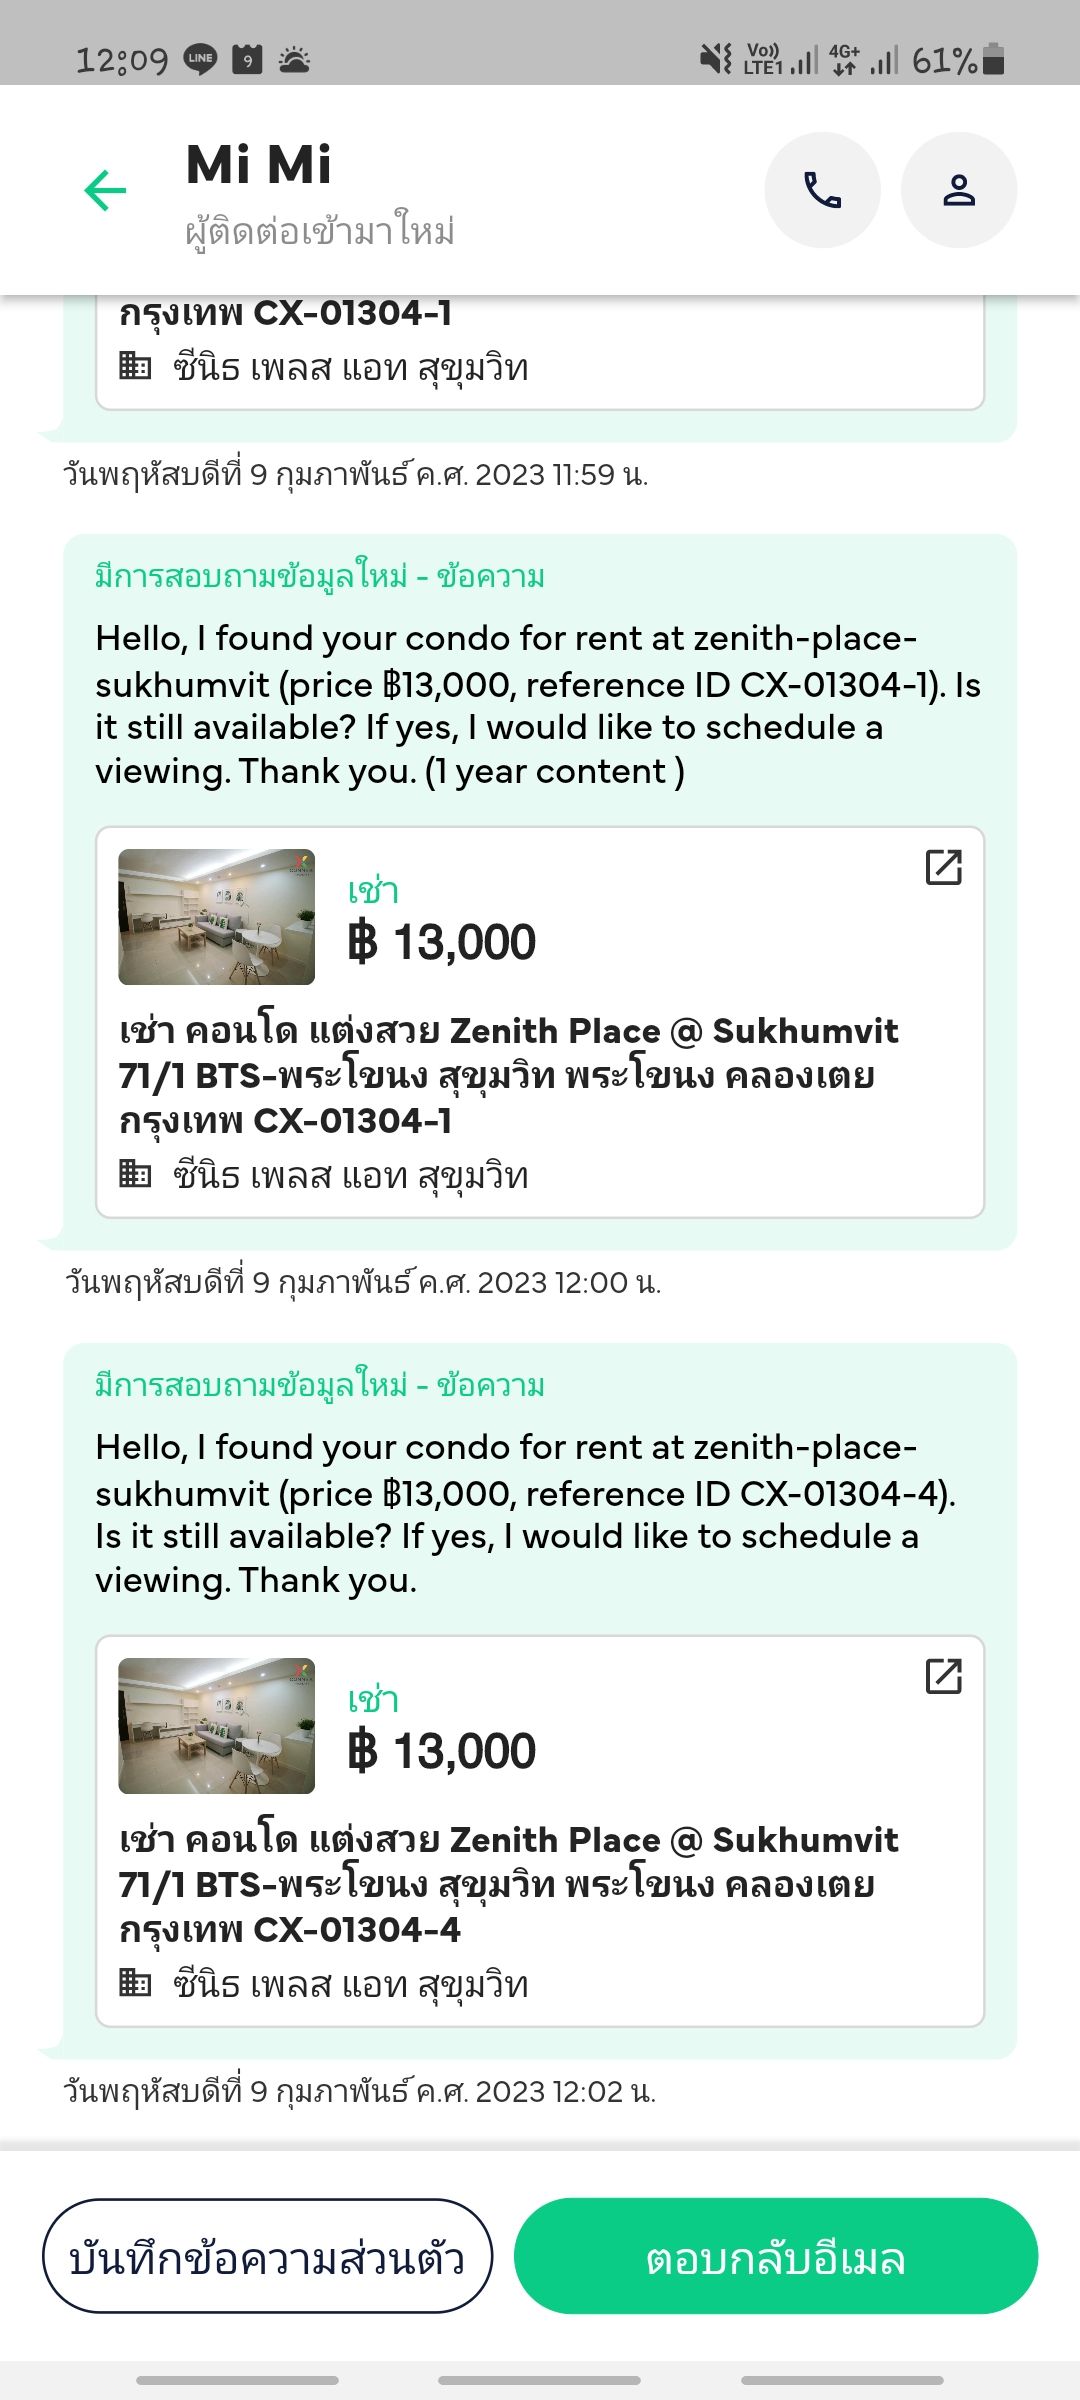 12:09 LINE 9 Vo)) LTE1 4G+ 61%
Mi Mi
ผู้ติดต่อเข้ามาใหม่
กรุงเทพ CX-01304-1
ซีนิธ เพลส แอท สุขุมวิท
วันพฤหัสบดีที่ 9 กุมภาพันธ์ ค.ศ. 2023 11:59 น.
มีการสอบถามข้อมูลใหม่ - ข้อความ
Hello, I found your condo for rent at zenith-place-
sukhumvit (price ฿13,000, reference ID CX-01304-1). Is
it still available? If yes, I would like to schedule a
viewing. Thank you. (1 year content )
เช่า
฿ 13,000
เช่า คอนโด แต่งสวย Zenith Place @ Sukhumvit
71/1 BTS-พระโขนง สุขุมวิท พระโขนง คลองเตย
กรุงเทพ CX-01304-1
ซีนิธ เพลส แอท สุขุมวิท
วันพฤหัสบดีที่ 9 กุมภาพันธ์ ค.ศ. 2023 12:00 น.
มีการสอบถามข้อมูลใหม่ - ข้อความ
Hello, I found your condo for rent at zenith-place-
sukhumvit (price ฿13,000, reference ID CX-01304-4).
Is it still available? If yes, I would like to schedule a
viewing. Thank you.
เช่า
฿ 13,000
เช่า คอนโด แต่งสวย Zenith Place @ Sukhumvit
71/1 BTS-พระโขนง สุขุมวิท พระโขนง คลองเตย
กรุงเทพ CX-01304-4
ซีนิธ เพลส แอท สุขุมวิท
วันพฤหัสบดีที่ 9 กุมภาพันธ์ ค.ศ. 2023 12:02 น.
บันทึกข้อความส่วนตัว
ตอบกลับอีเมล